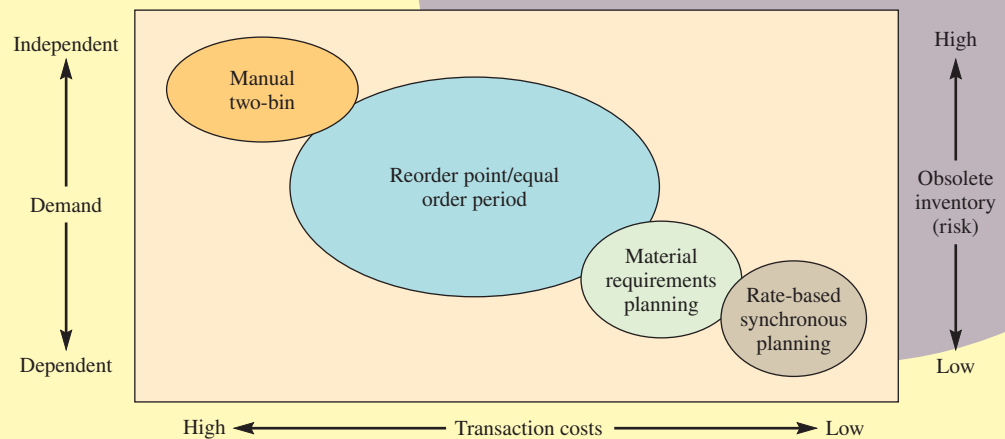 Independent
Demand
Dependent
Manual
two-bin
Reorder point/equal
order period
Material
requirements
planning
Rate-based
synchronous
planning
High
Obsolete
inventory
(risk)
Low
High
Transaction costs
Low